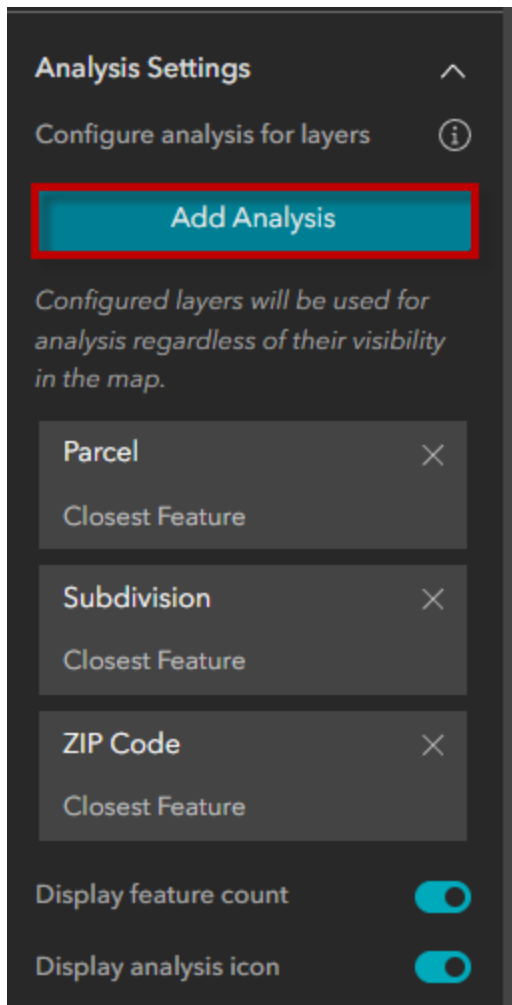 Analysis Settings
Configure analysis for layers
Add Analysis
Configured layers will be used for
analysis regardless of their visibility
in the map.
Parcel
Closest Feature
Subdivision
Closest Feature
ZIP Code
Closest Feature
Display feature count
Display analysis icon